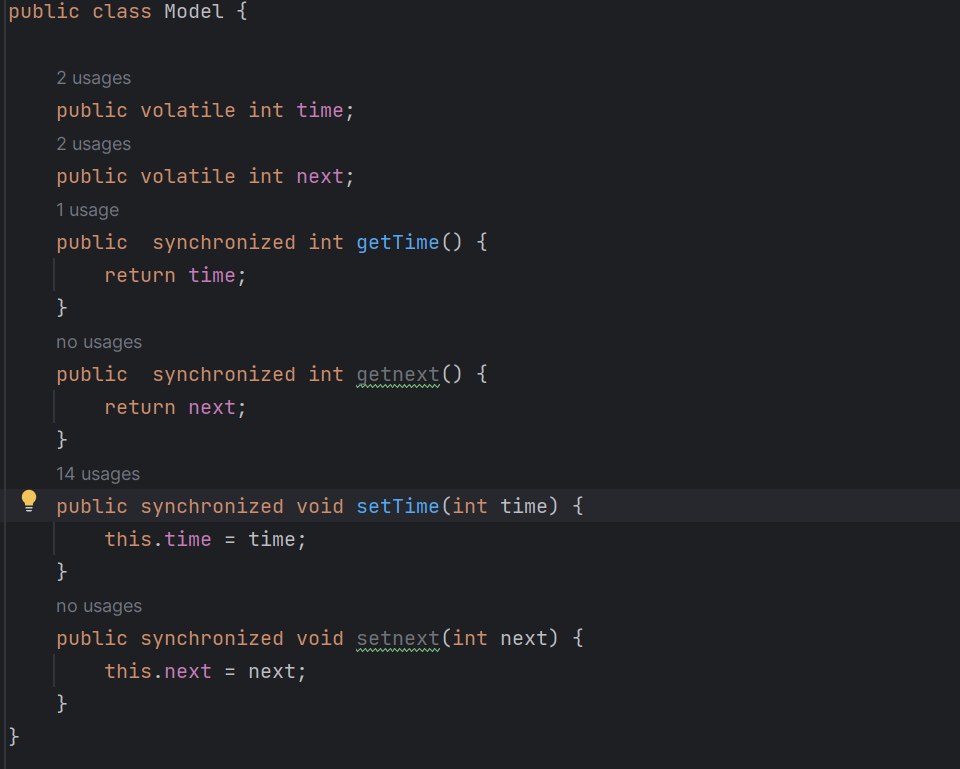 public class Model {
2 usages
public volatile int time;
2 usages
public volatile int next;
1 usage
public  synchronized int getTime() {
return time;
}
no usages
public  synchronized int getnext() {
return next;
}
14 usages
public synchronized void setTime(int time) {
this.time = time;
}
no usages
public synchronized void setnext(int next) {
this.next = next;
}
}